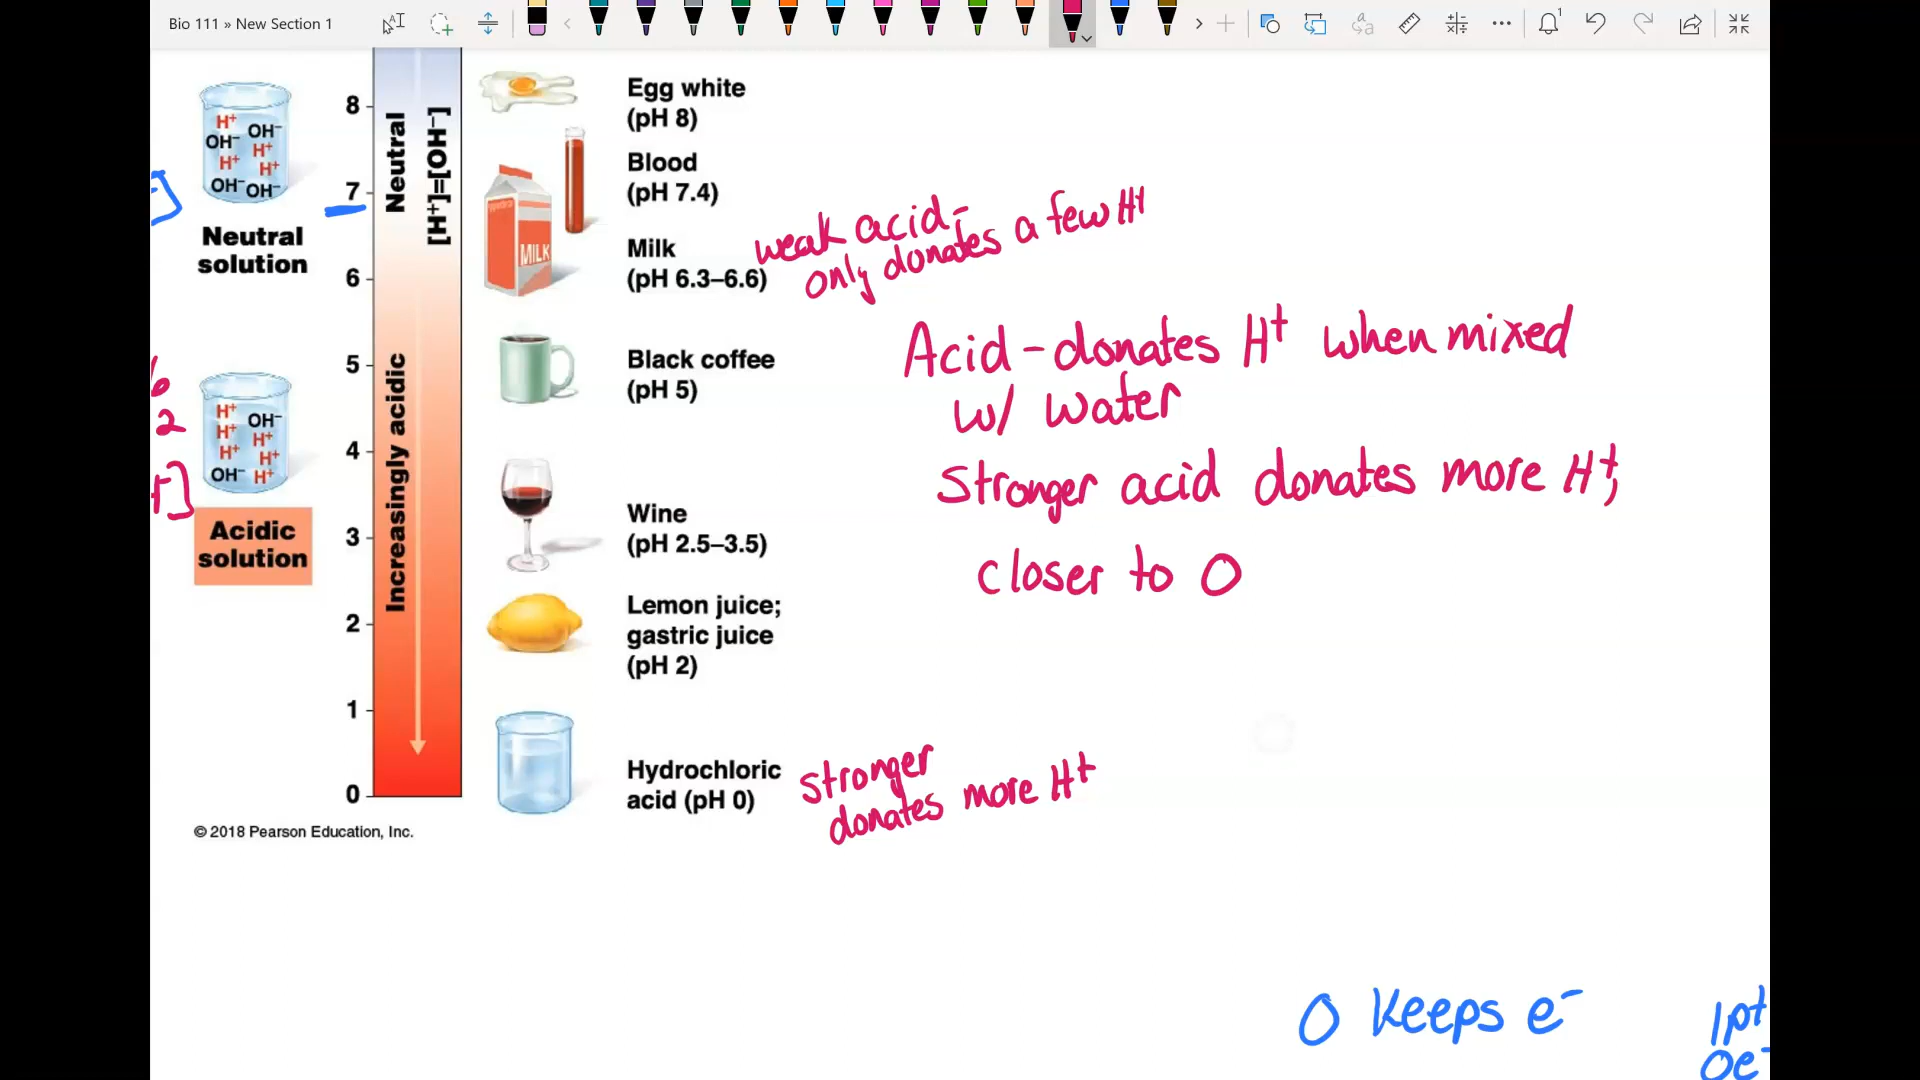 Bio 111 » New Section 1
8
7
6
5
4
3
2
1
0
Neutral
[H⁺]=[OH⁻]
Increasingly acidic
H⁺
OH⁻ OH⁻
H⁺ H⁺
H⁺
OH⁻ OH⁻
Neutral
solution
6
2
H⁺
OH⁻
H⁺
H⁺
H⁺ H⁺
OH⁻ H⁺
Acidic
solution
Egg white
(pH 8)
Blood
(pH 7.4)
MILK
Milk
(pH 6.3–6.6)
Black coffee
(pH 5)
Wine
(pH 2.5–3.5)
Lemon juice;
gastric juice
(pH 2)
Hydrochloric
acid (pH 0)
© 2018 Pearson Education, Inc.
weak acid-
only donates a few H⁺
Acid-donates H⁺ when mixed
w/ water
Stronger acid donates more H⁺,
closer to 0
stronger
donates more H⁺
O keeps e⁻
1p⁺
0e⁻